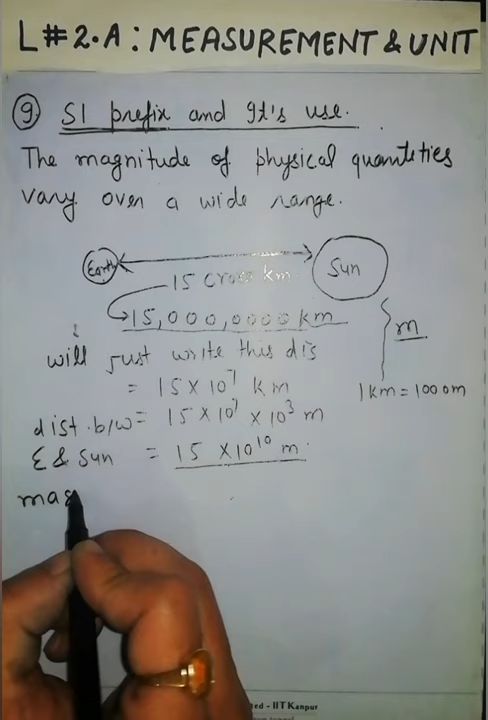 L#2.A: MEASUREMENT & UNIT
9) SI prefix and It's use.
The magnitude of physical quantities
vary over a wide range.
Earth
Sun
15 crore km
15,000,0000 km
m
will just write this dis
= 15 × 10⁷ km
1 km = 1000m
dist. b/w = 15 × 10⁷ × 10³ m
E & Sun = 15 × 10¹⁰ m.
mas
- IIT Kanpur